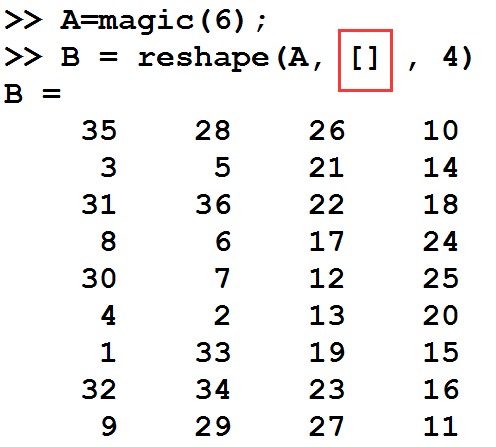 >> A=magic(6);
>> B = reshape(A, [] , 4)
B =
35 28 26 10
3 5 21 14
31 36 22 18
8 6 17 24
30 7 12 25
4 2 13 20
1 33 19 15
32 34 23 16
9 29 27 11